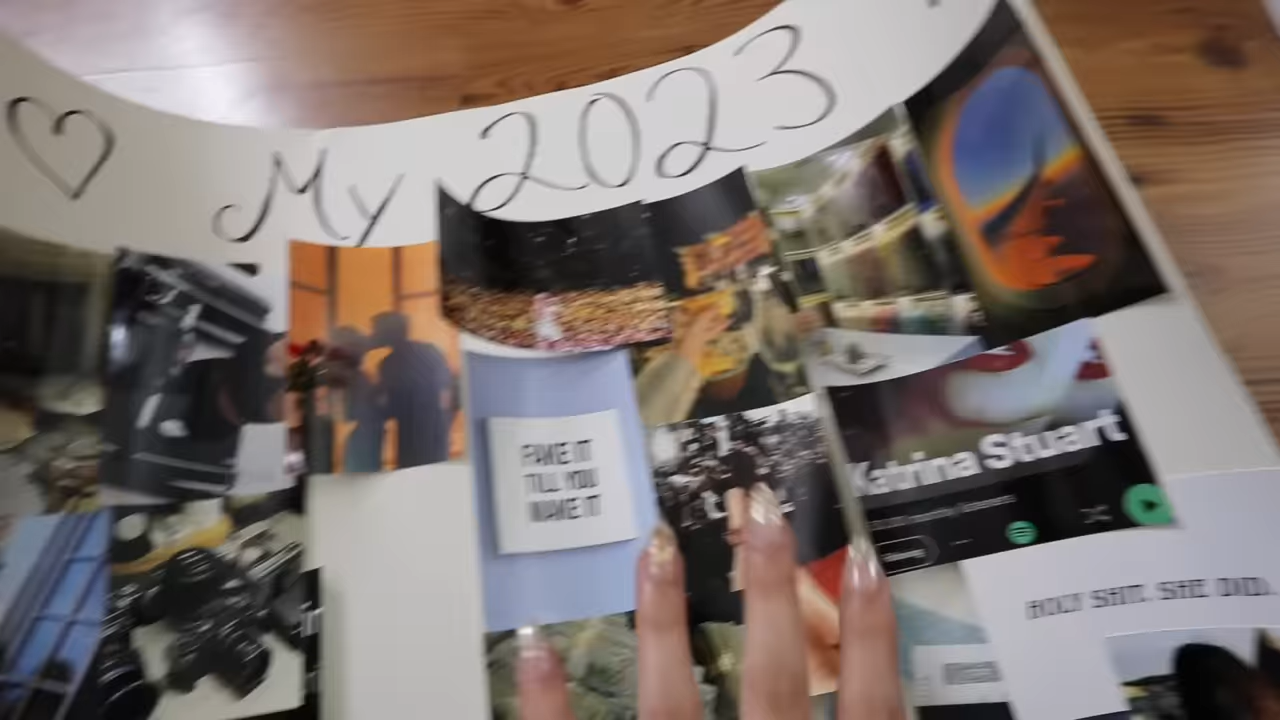 My 2023
FAKE IT
TILL YOU
MAKE IT
Katrina Stuart
HOLY SHIT. SHE DID.